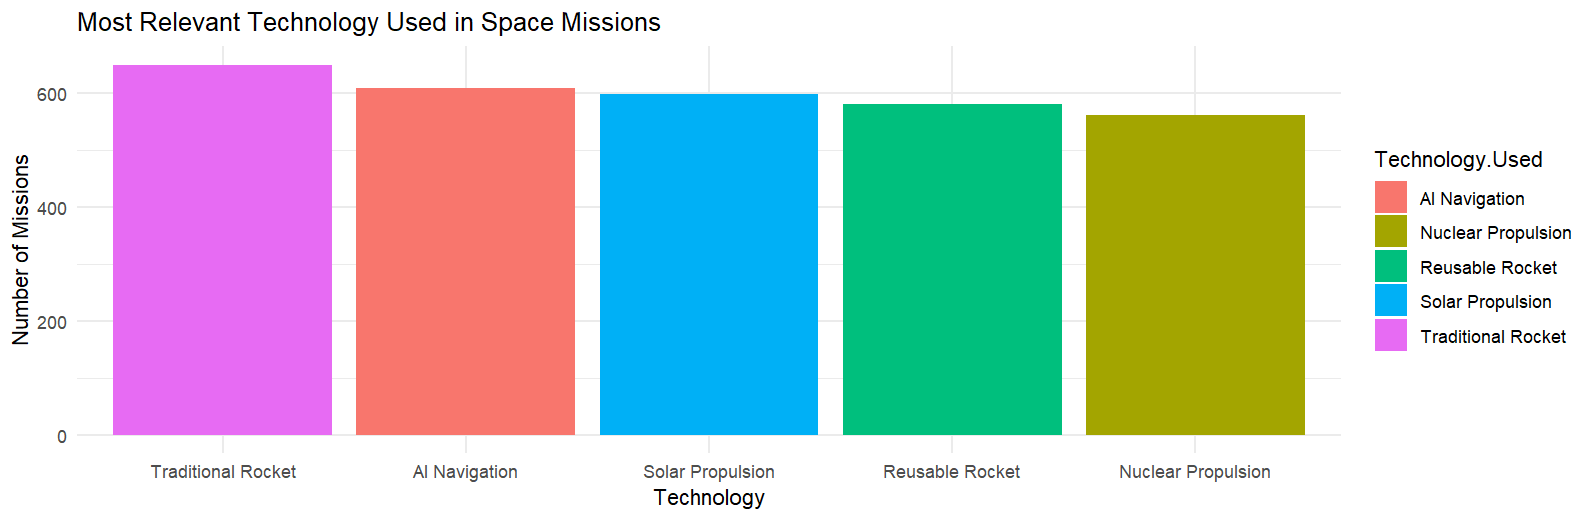 Most Relevant Technology Used in Space Missions
Number of Missions
600
400
200
0
Traditional Rocket
AI Navigation
Solar Propulsion
Reusable Rocket
Nuclear Propulsion
Technology
Technology.Used
AI Navigation
Nuclear Propulsion
Reusable Rocket
Solar Propulsion
Traditional Rocket